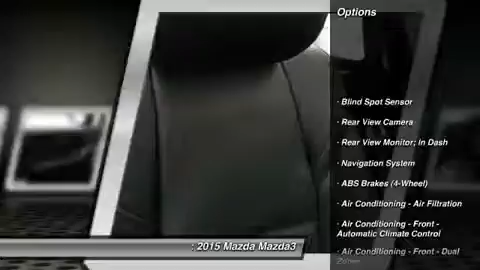 Options
· Blind Spot Sensor
· Rear View Camera
· Rear View Monitor; In Dash
· Navigation System
· ABS Brakes (4-Wheel)
· Air Conditioning - Air Filtration
· Air Conditioning - Front -
Automatic Climate Control
· Air Conditioning - Front - Dual
Zones
: 2015 Mazda Mazda3